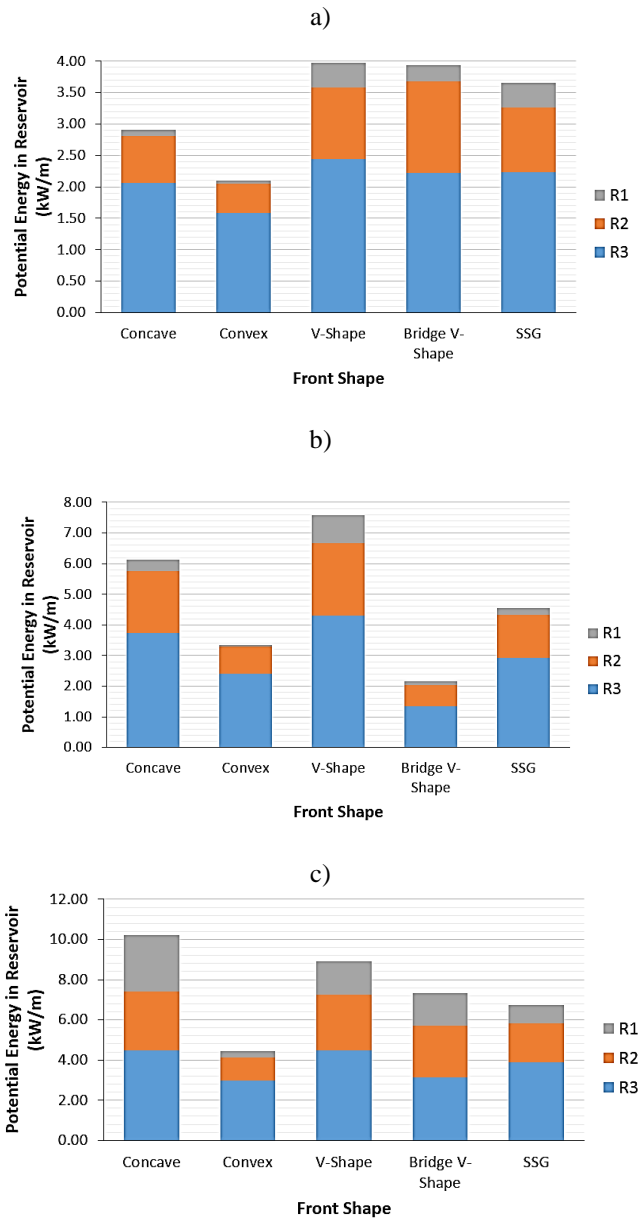 a)
Potential Energy in Reservoir
(kW/m)
4.00
3.50
3.00
2.50
2.00
1.50
1.00
0.50
0.00
Concave
Convex
V-Shape
Bridge V-
Shape
SSG
Front Shape
R1
R2
R3
b)
Potential Energy in Reservoir
(kW/m)
8.00
7.00
6.00
5.00
4.00
3.00
2.00
1.00
0.00
Concave
Convex
V-Shape
Bridge V-
Shape
SSG
Front Shape
R1
R2
R3
c)
Potential Energy in Reservoir
(kW/m)
12.00
10.00
8.00
6.00
4.00
2.00
0.00
Concave
Convex
V-Shape
Bridge V-
Shape
SSG
Front Shape
R1
R2
R3